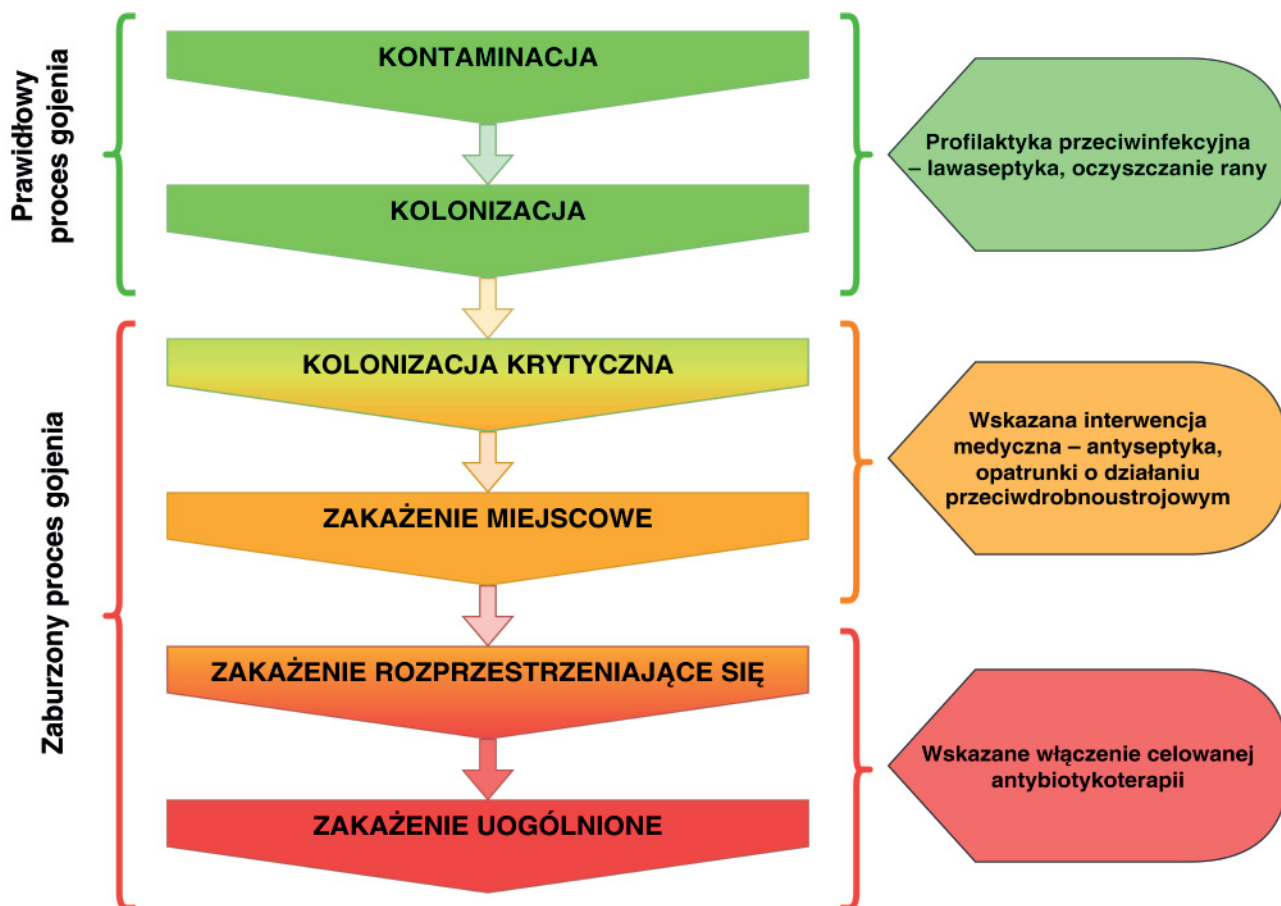 Prawidłowy
proces gojenia
KONTAMINACJA
KOLONIZACJA
Profilaktyka przeciwinfekcyjna
– lawaseptyka, oczyszczanie rany
Zaburzony proces gojenia
KOLONIZACJA KRYTYCZNA
ZAKAŻENIE MIEJSCOWE
Wskazana interwencja
medyczna – antyseptyka,
opatrunki o działaniu
przeciwdrobnoustrojowym
ZAKAŻENIE ROZPRZESTRZENIAJĄCE SIĘ
ZAKAŻENIE UOGÓLNIONE
Wskazane włączenie celowanej
antybiotykoterapii